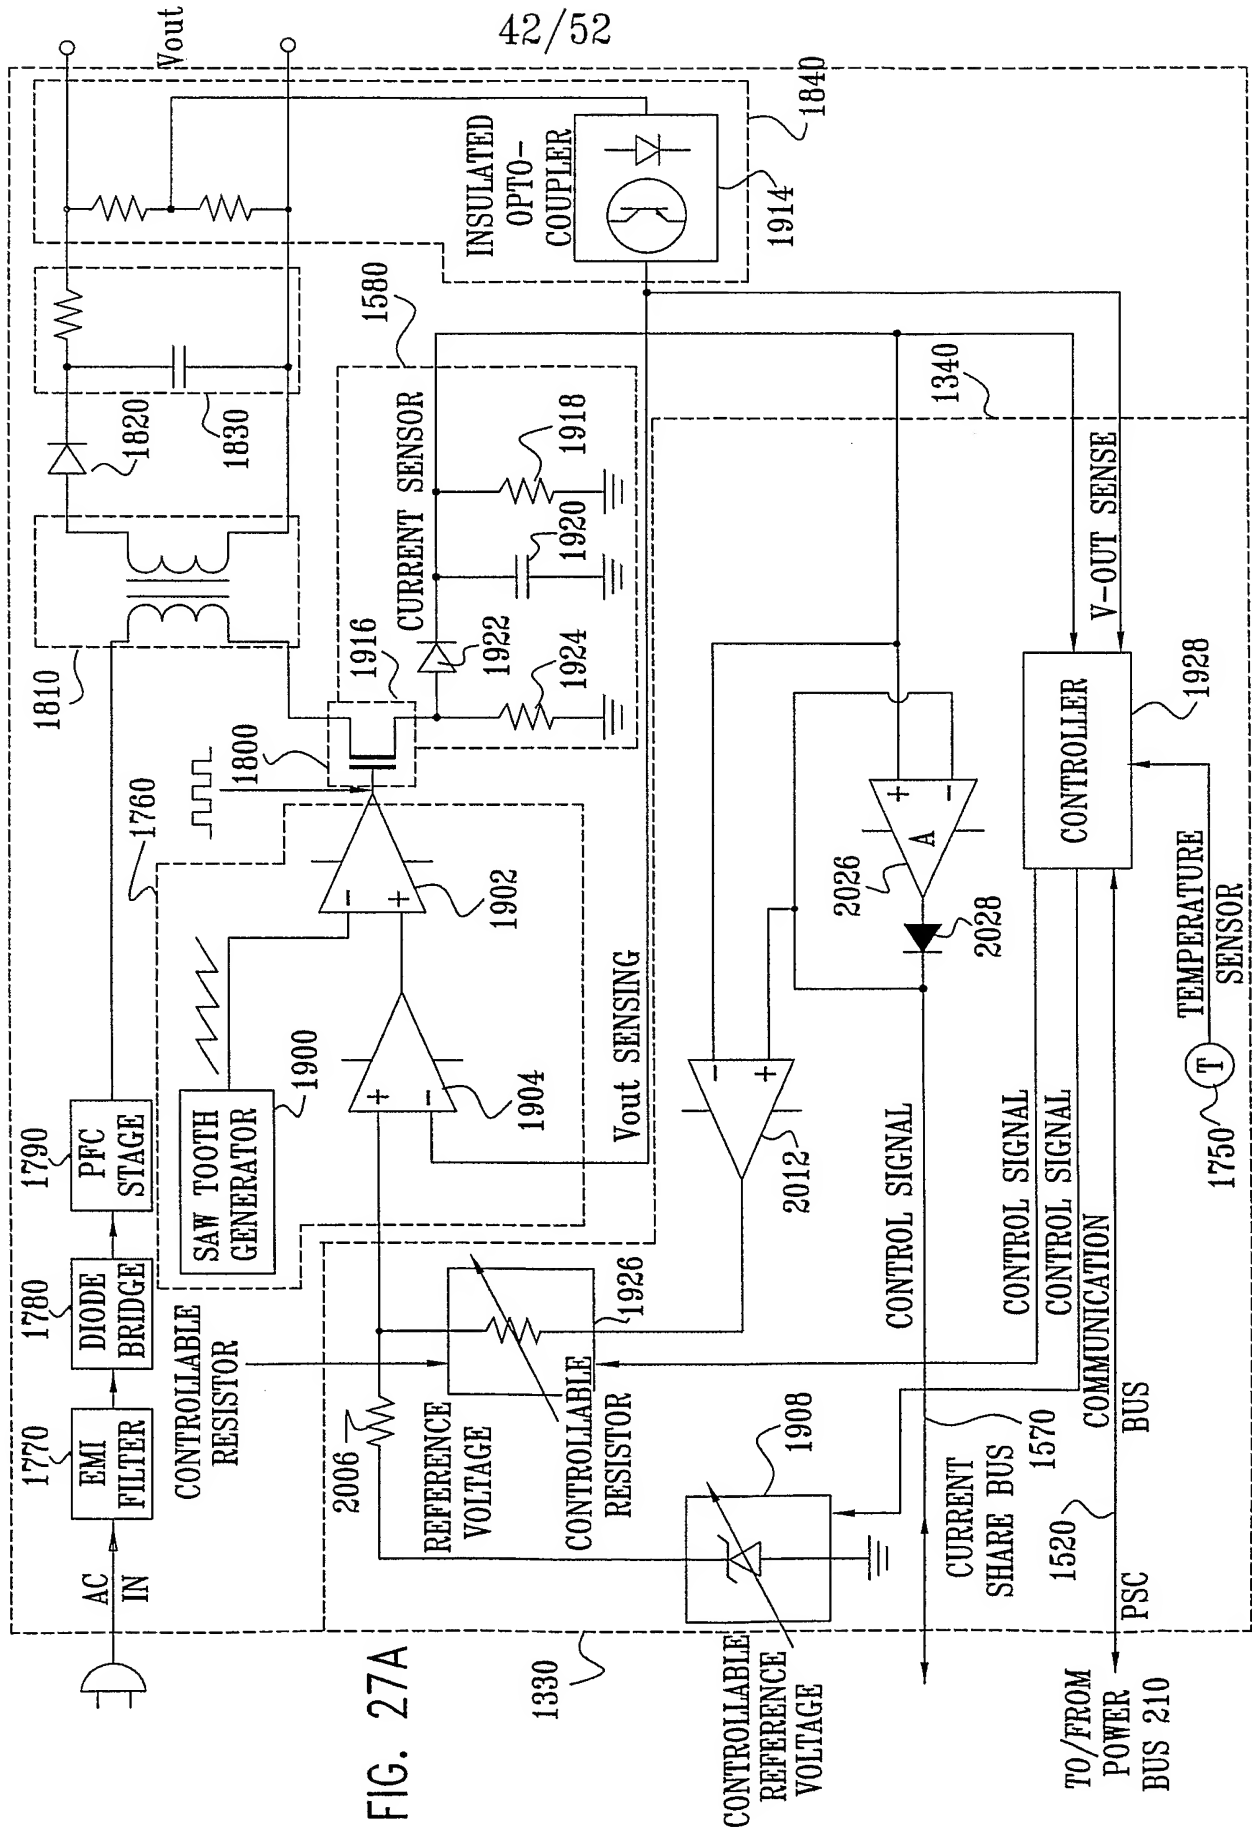 42/52
Vout
AC
IN
1770
EMI
FILTER
1780
DIODE
BRIDGE
1790
PFC
STAGE
1810
1820
1830
1840
INSULATED
OPTO-
COUPLER
1914
1760
SAW TOOTH
GENERATOR
1900
1800
1916
1580
CURRENT SENSOR
1922
1924
1920
1918
-
+
1902
+
-
1904
Vout SENSING
CONTROLLABLE
RESISTOR
2006
REFERENCE
VOLTAGE
1926
CONTROLLABLE
RESISTOR
1908
-
+
2012
+
-
A
2026
2028
1340
V-OUT SENSE
CONTROLLER
1928
TEMPERATURE
SENSOR
T
1750
CONTROL SIGNAL
CONTROL SIGNAL
CONTROL SIGNAL
COMMUNICATION
BUS
1570
CURRENT
SHARE BUS
1520
PSC
1330
CONTROLLABLE
REFERENCE
VOLTAGE
TO/FROM
POWER
BUS 210
FIG. 27A